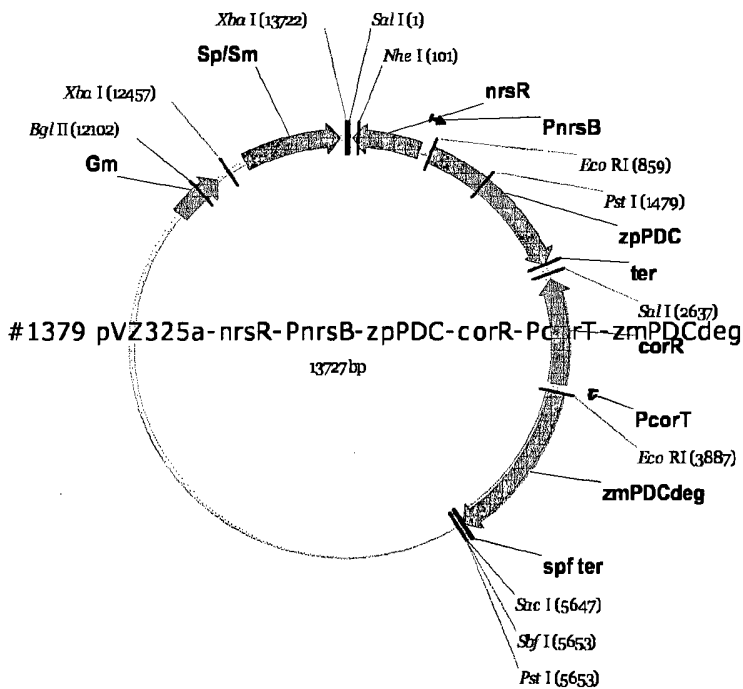 Xba I (13722)
Sal I (1)
Sp/Sm
Nhe I (101)
nrsR
Xba I (12457)
PnrsB
Bgl II (12102)
Eco RI (859)
Gm
Pst I (1479)
zpPDC
ter
Sal I (2637)
#1379 pVZ325a-nrsR-PnrsB-zpPDC-corR-PcorT-zmPDCdeg
corR
13727 bp
PcorT
Eco RI (3887)
zmPDCdeg
spf ter
Sac I (5647)
Sbf I (5653)
Pst I (5653)